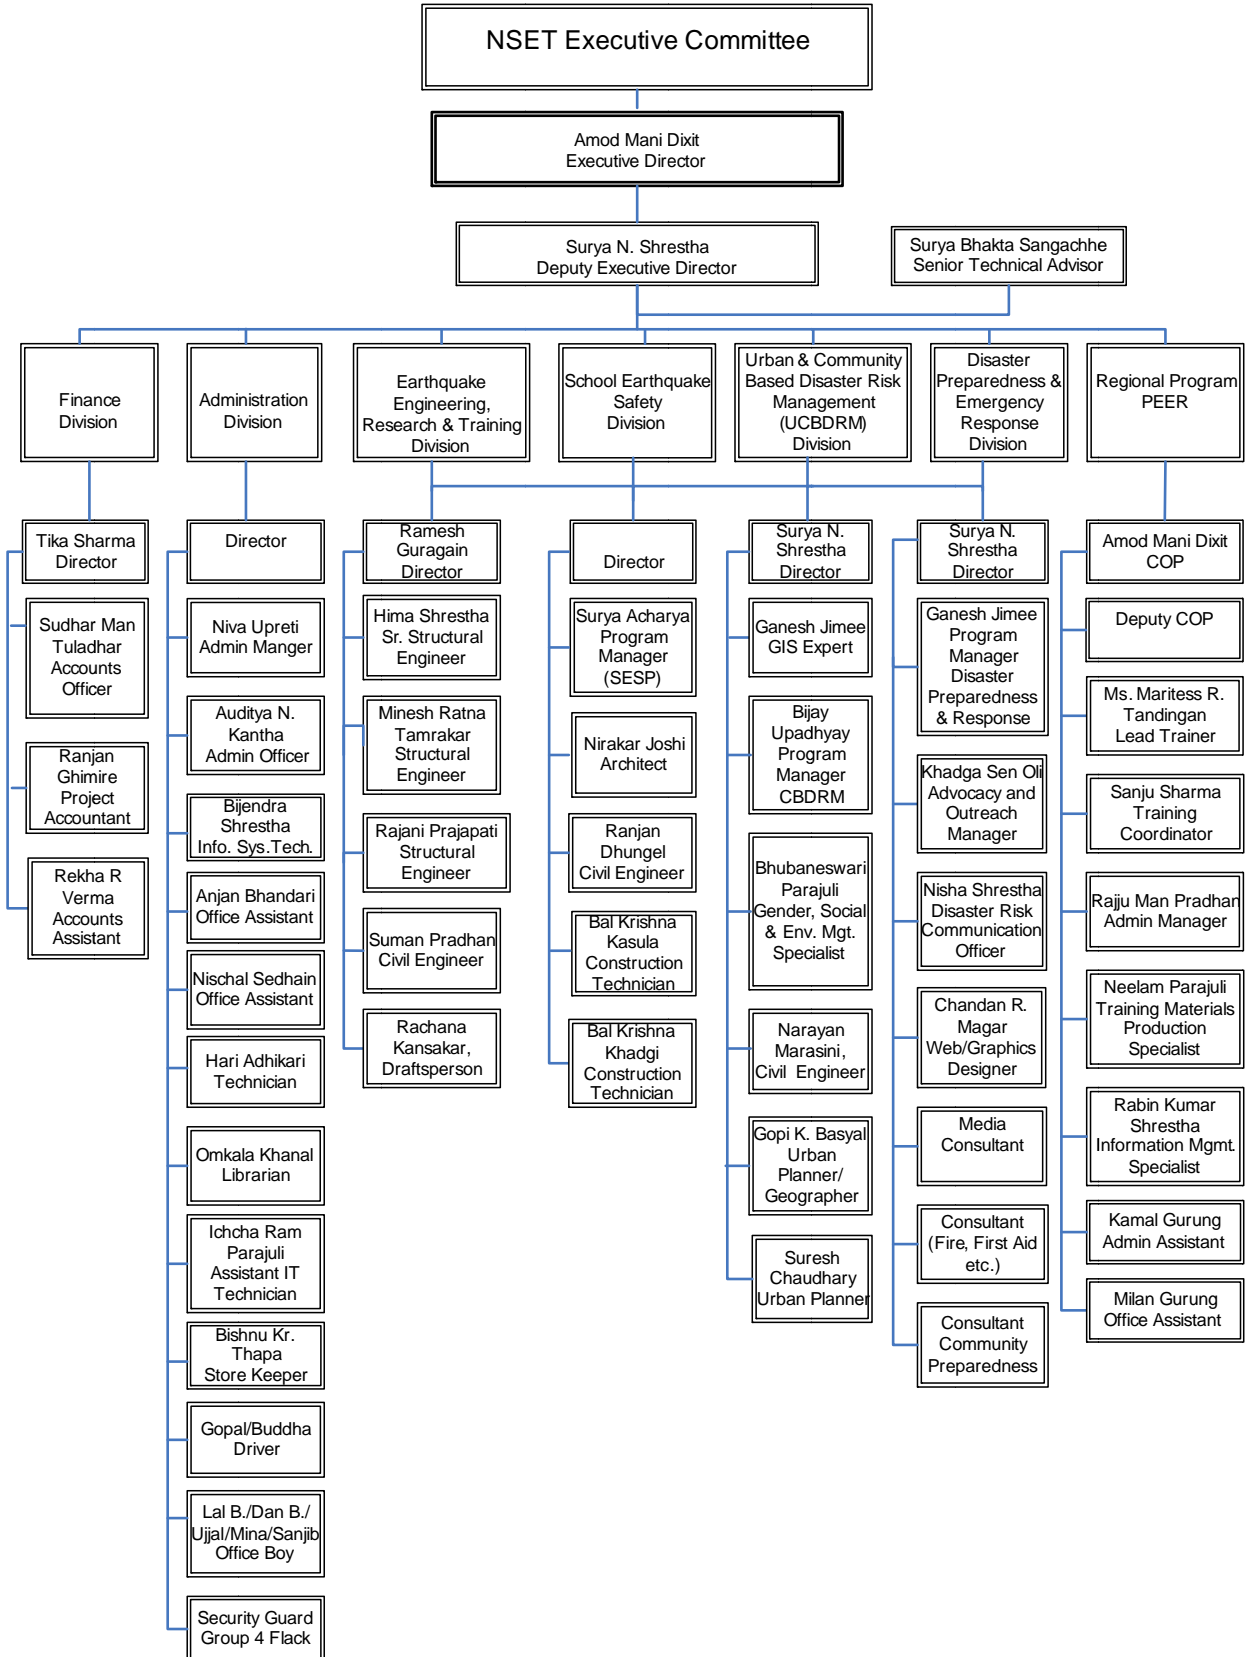 NSET Executive Committee
Amod Mani Dixit
Executive Director
Surya N. Shrestha
Deputy Executive Director
Surya Bhakta Sangachhe
Senior Technical Advisor
Finance
Division
Administration
Division
Earthquake
Engineering,
Research & Training
Division
School Earthquake
Safety
Division
Urban & Community
Based Disaster Risk
Management
(UCBDRM)
Division
Disaster
Preparedness &
Emergency
Response
Division
Regional Program
PEER
Tika Sharma
Director
Sudhar Man
Tuladhar
Accounts
Officer
Ranjan
Ghimire
Project
Accountant
Rekha R
Verma
Accounts
Assistant
Director
Niva Upreti
Admin Manger
Auditya N.
Kantha
Admin Officer
Bijendra
Shrestha
Info. Sys.Tech.
Anjan Bhandari
Office Assistant
Nischal Sedhain
Office Assistant
Hari Adhikari
Technician
Omkala Khanal
Librarian
Ichcha Ram
Parajuli
Assistant IT
Technician
Bishnu Kr.
Thapa
Store Keeper
Gopal/Buddha
Driver
Lal B./Dan B./
Ujjal/Mina/Sanjib
Office Boy
Security Guard
Group 4 Flack
Ramesh
Guragain
Director
Hima Shrestha
Sr. Structural
Engineer
Minesh Ratna
Tamrakar
Structural
Engineer
Rajani Prajapati
Structural
Engineer
Suman Pradhan
Civil Engineer
Rachana
Kansakar,
Draftsperson
Director
Surya Acharya
Program
Manager
(SESP)
Nirakar Joshi
Architect
Ranjan
Dhungel
Civil Engineer
Bal Krishna
Kasula
Construction
Technician
Bal Krishna
Khadgi
Construction
Technician
Surya N.
Shrestha
Director
Ganesh Jimee
GIS Expert
Bijay
Upadhyay
Program
Manager
CBDRM
Bhubaneswari
Parajuli
Gender, Social
& Env. Mgt.
Specialist
Narayan
Marasini,
Civil Engineer
Gopi K. Basyal
Urban
Planner/
Geographer
Suresh
Chaudhary
Urban Planner
Surya N.
Shrestha
Director
Ganesh Jimee
Program
Manager
Disaster
Preparedness
& Response
Khadga Sen Oli
Advocacy and
Outreach
Manager
Nisha Shrestha
Disaster Risk
Communication
Officer
Chandan R.
Magar
Web/Graphics
Designer
Media
Consultant
Consultant
(Fire, First Aid
etc.)
Consultant
Community
Preparedness
Amod Mani Dixit
COP
Deputy COP
Ms. Maritess R.
Tandingan
Lead Trainer
Sanju Sharma
Training
Coordinator
Rajju Man Pradhan
Admin Manager
Neelam Parajuli
Training Materials
Production
Specialist
Rabin Kumar
Shrestha
Information Mgmt.
Specialist
Kamal Gurung
Admin Assistant
Milan Gurung
Office Assistant